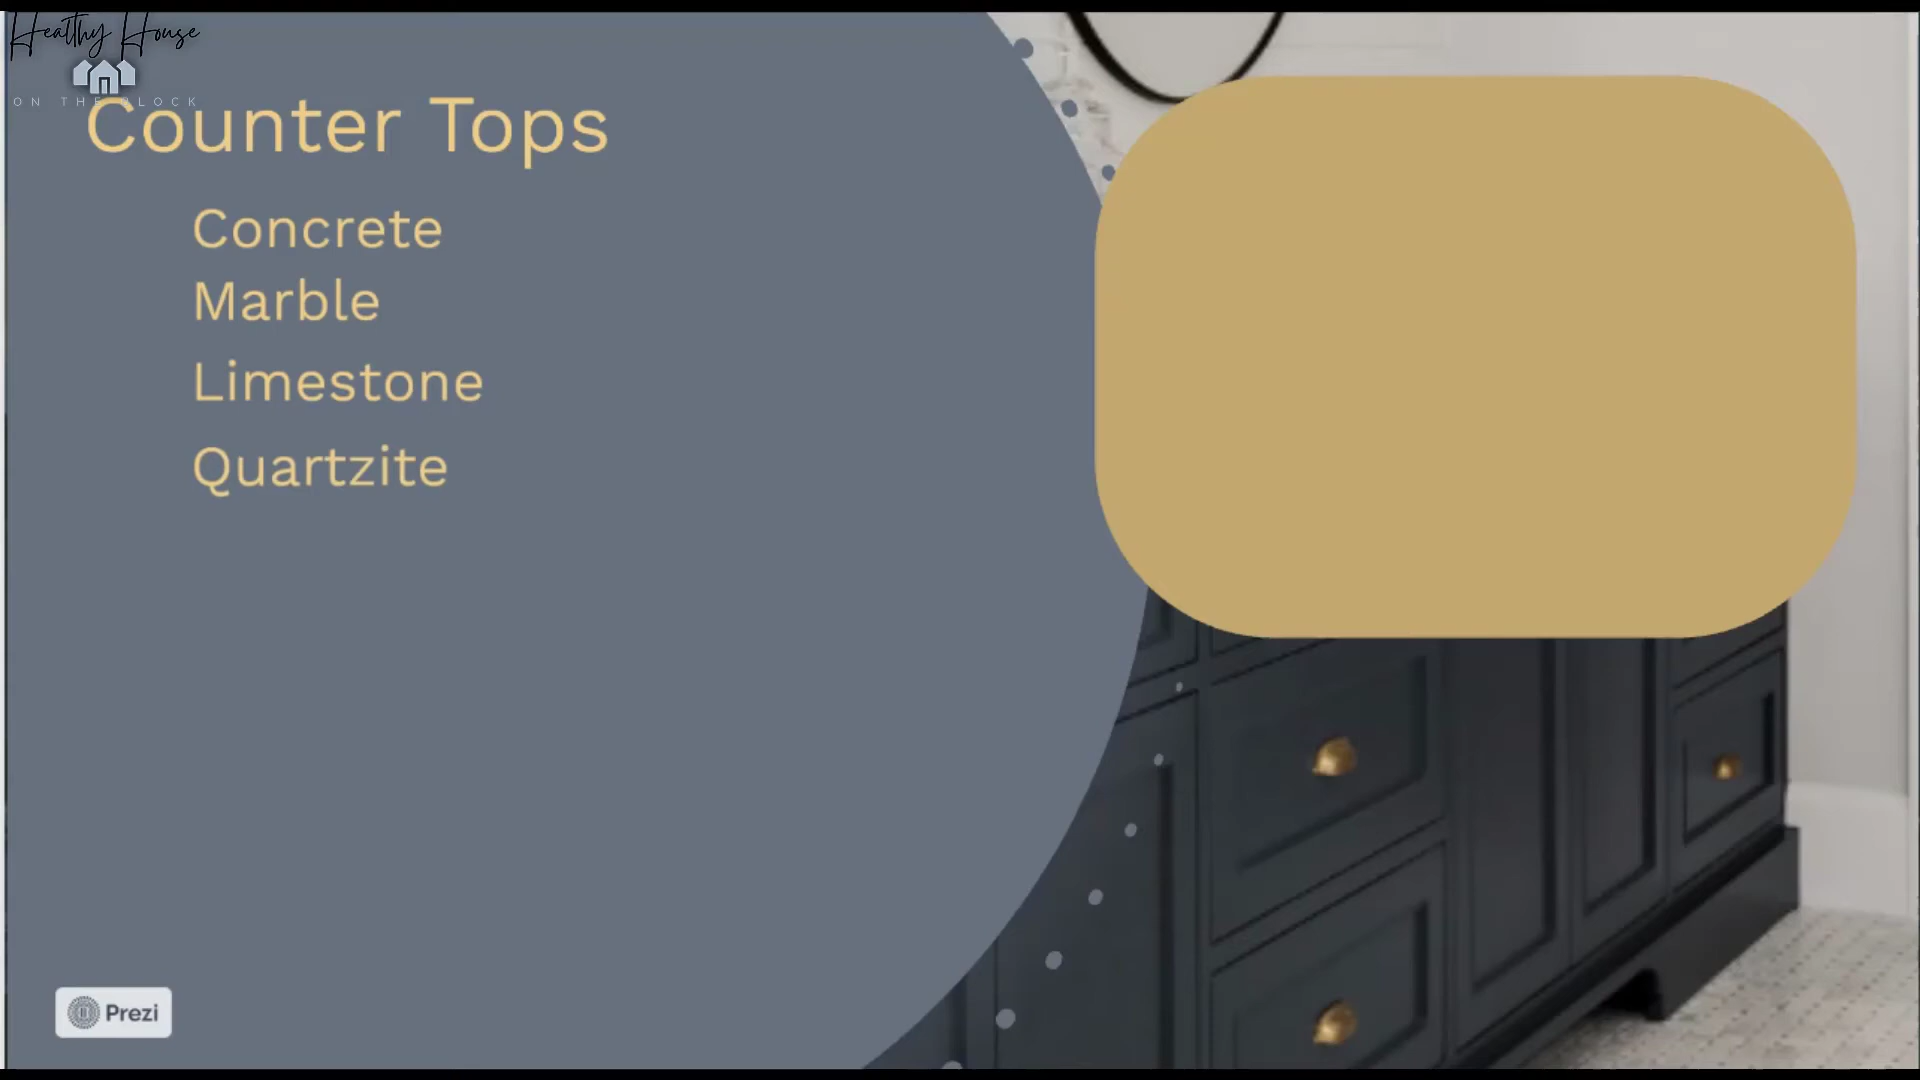 Healthy House
ON THE BLOCK
Counter Tops
Concrete
Marble
Limestone
Quartzite
Prezi